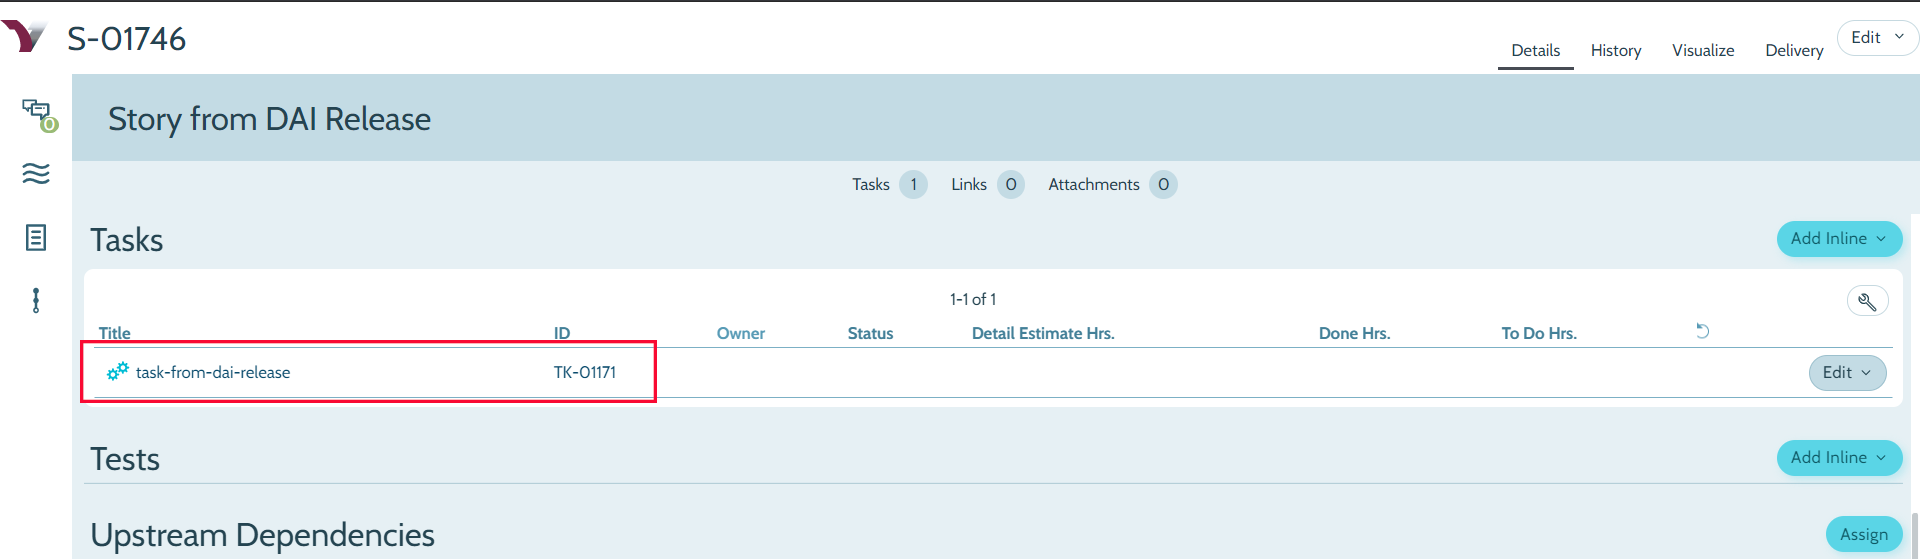 S-01746
Details History Visualize Delivery Edit
0
Story from DAI Release
Tasks 1 Links 0 Attachments 0
Tasks
Add Inline
1-1 of 1
Title ID Owner Status Detail Estimate Hrs. Done Hrs. To Do Hrs.
task-from-dai-release TK-01171 Edit
Tests
Add Inline
Upstream Dependencies
Assign